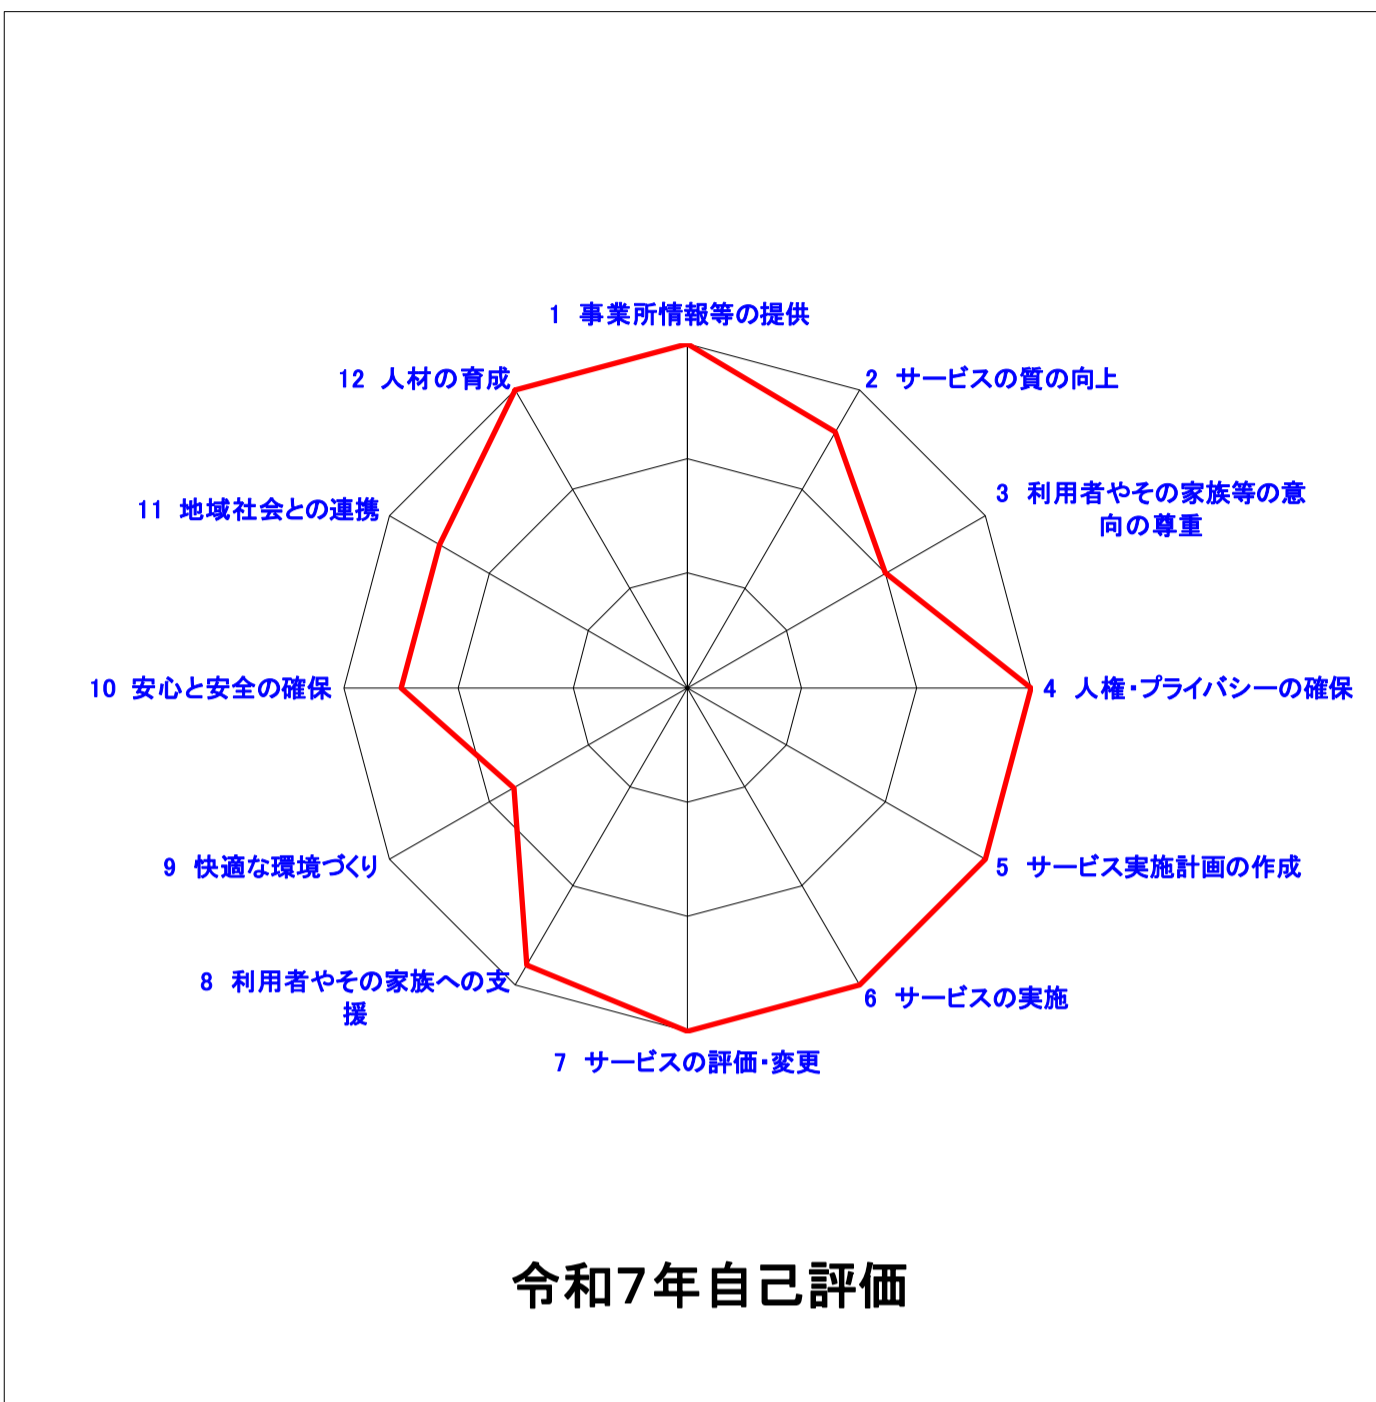 1 事業所情報等の提供
2 サービスの質の向上
3 利用者やその家族等の意
向の尊重
4 人権・プライバシーの確保
5 サービス実施計画の作成
6 サービスの実施
7 サービスの評価・変更
8 利用者やその家族への支
援
9 快適な環境づくり
10 安心と安全の確保
11 地域社会との連携
12 人材の育成
令和7年自己評価